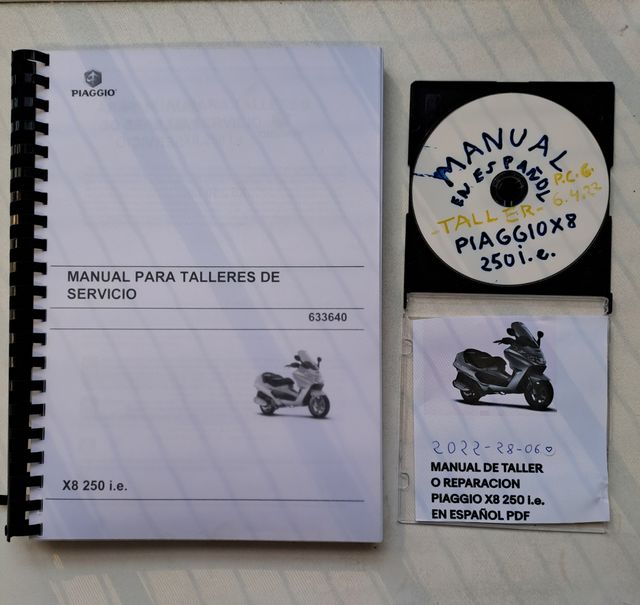 PIAGGIO
MANUAL PARA TALLERES DE
SERVICIO
633640
X8 250 i.e.
MANUAL
EN ESPAÑOL
P.C.G.
6.4.22
-TALLER-
PIAGGIO X8
250 i.e.
2022-28-06
MANUAL DE TALLER
O REPARACION
PIAGGIO X8 250 i.e.
EN ESPAÑOL PDF